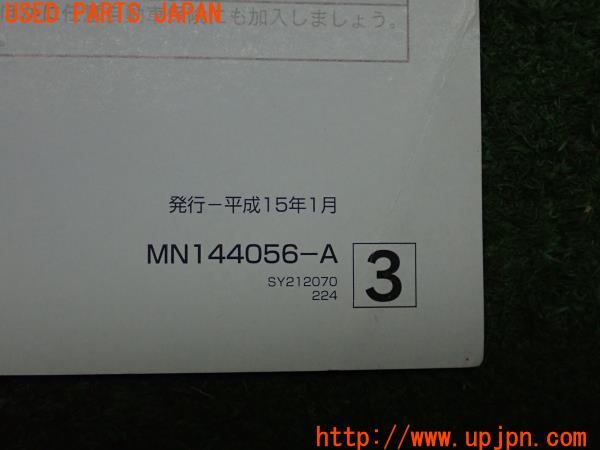 USED PARTS JAPAN
にも加入しましょう。
発行－平成15年1月
MN144056－A
3
SY212070
224
http://www.upjpn.com